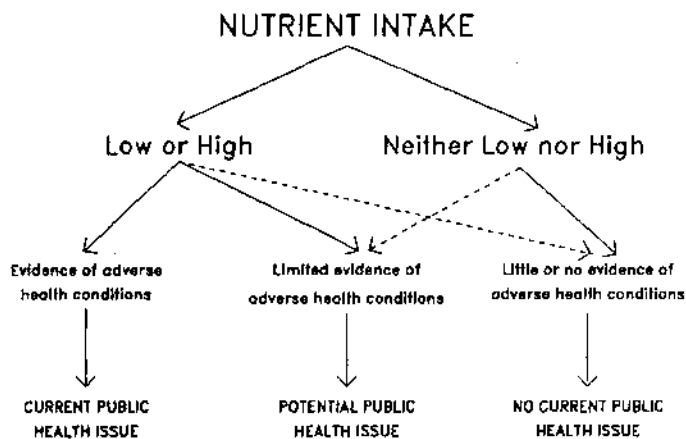 NUTRIENT INTAKE
Low or High
Neither Low nor High
Evidence of adverse
health conditions
Limited evidence of
adverse health conditions
Little or no evidence of
adverse health conditions
CURRENT PUBLIC
HEALTH ISSUE
POTENTIAL PUBLIC
HEALTH ISSUE
NO CURRENT PUBLIC
HEALTH ISSUE